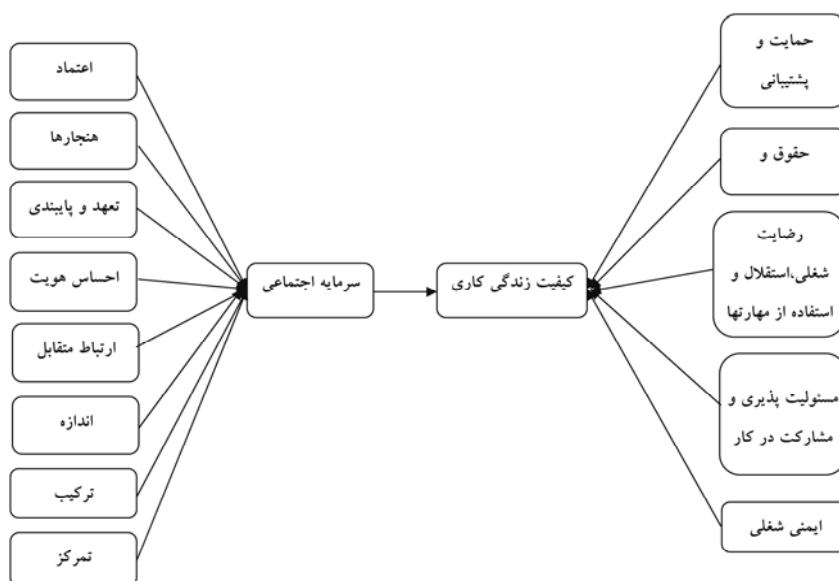 حمایت و
پشتیبانی
حقوق و
رضایت
شغلی،استقلال و
استفاده از مهارتها
مسئولیت پذیری و
مشارکت در کار
ایمنی شغلی
کیفیت زندگی کاری
سرمایه اجتماعی
اعتماد
هنجارها
تعهد و پایبندی
احساس هویت
ارتباط متقابل
اندازه
ترکیب
تمرکز